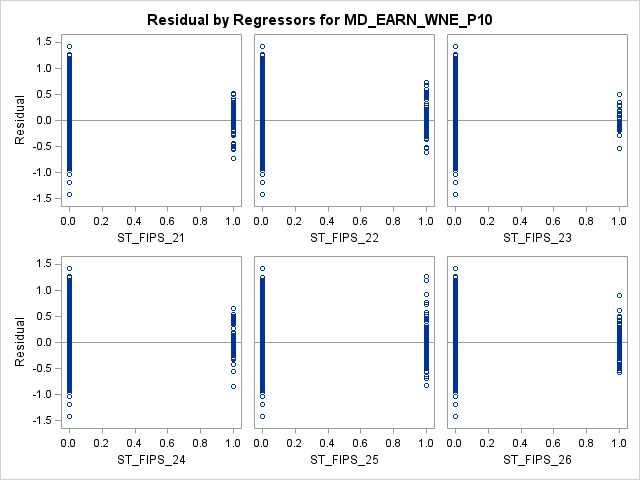 Residual by Regressors for MD_EARN_WNE_P10
1.5
1.0
0.5
0.0
-0.5
-1.0
-1.5
Residual
0.0 0.2 0.4 0.6 0.8 1.0
ST_FIPS_21
0.0 0.2 0.4 0.6 0.8 1.0
ST_FIPS_22
0.0 0.2 0.4 0.6 0.8 1.0
ST_FIPS_23
1.5
1.0
0.5
0.0
-0.5
-1.0
-1.5
Residual
0.0 0.2 0.4 0.6 0.8 1.0
ST_FIPS_24
0.0 0.2 0.4 0.6 0.8 1.0
ST_FIPS_25
0.0 0.2 0.4 0.6 0.8 1.0
ST_FIPS_26